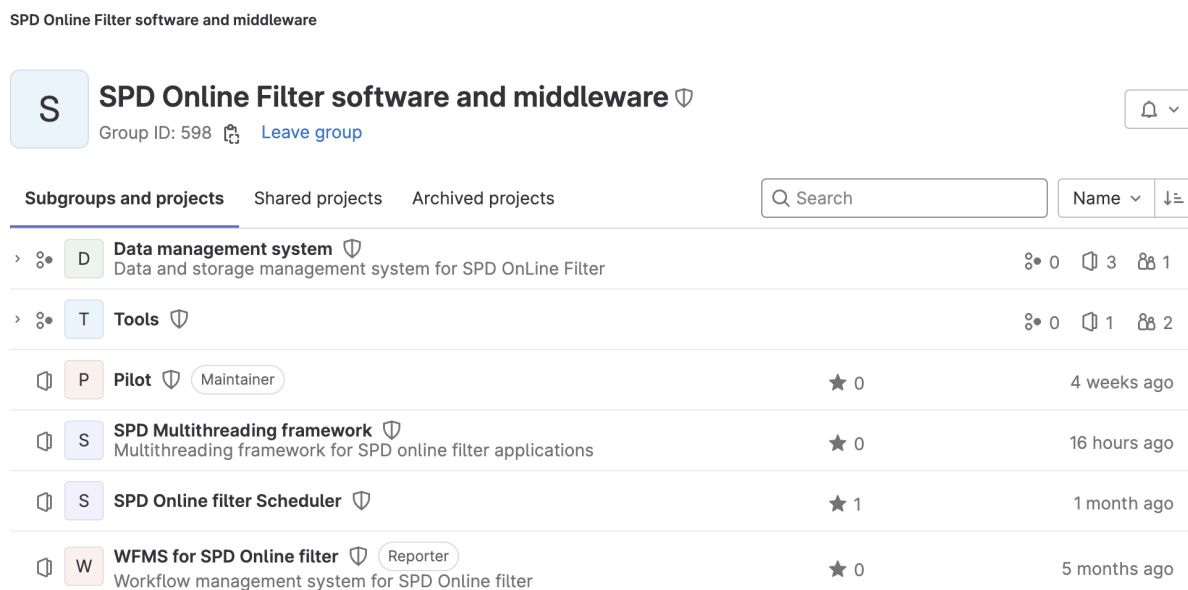 SPD Online Filter software and middleware
S
SPD Online Filter software and middleware
Group ID: 598 Leave group
Subgroups and projects Shared projects Archived projects Search Name
D Data management system
Data and storage management system for SPD OnLine Filter 0 3 1
T Tools 0 1 2
P Pilot Maintainer 0 4 weeks ago
S SPD Multithreading framework
Multithreading framework for SPD online filter applications 0 16 hours ago
S SPD Online filter Scheduler 1 1 month ago
W WFMS for SPD Online filter Reporter
Workflow management system for SPD Online filter 0 5 months ago